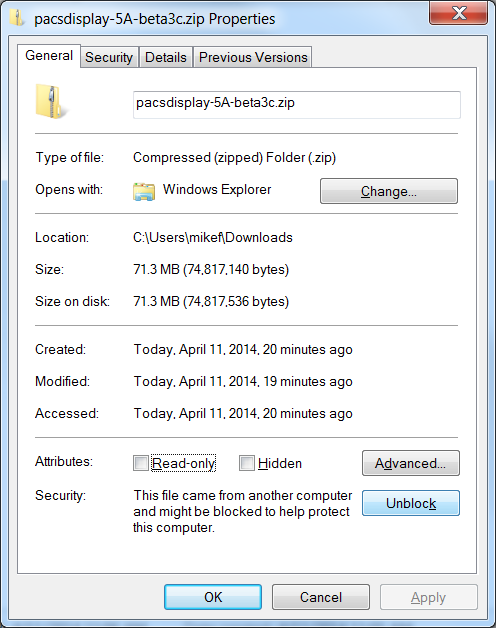 pacsdisplay-5A-beta3c.zip Properties
General Security Details Previous Versions
pacsdisplay-5A-beta3c.zip
Type of file: Compressed (zipped) Folder (.zip)
Opens with: Windows Explorer Change...
Location: C:\Users\mikef\Downloads
Size: 71.3 MB (74,817,140 bytes)
Size on disk: 71.3 MB (74,817,536 bytes)
Created: Today, April 11, 2014, 20 minutes ago
Modified: Today, April 11, 2014, 19 minutes ago
Accessed: Today, April 11, 2014, 20 minutes ago
Attributes: Read-only Hidden Advanced...
Security: This file came from another computer
and might be blocked to help protect
this computer.
Unblock
OK Cancel Apply